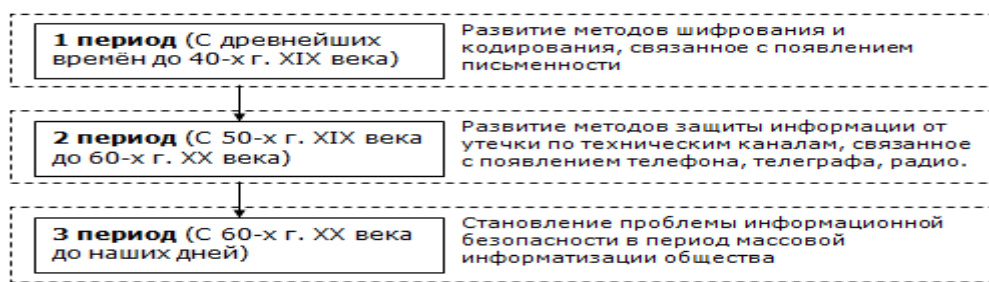 1 период (С древнейших
времён до 40-х г. XIX века)
Развитие методов шифрования и
кодирования, связанное с появлением
письменности
2 период (С 50-х г. XIX века
до 60-х г. XX века)
Развитие методов защиты информации от
утечки по техническим каналам, связанное
с появлением телефона, телеграфа, радио.
3 период (С 60-х г. XX века
до наших дней)
Становление проблемы информационной
безопасности в период массовой
информатизации общества